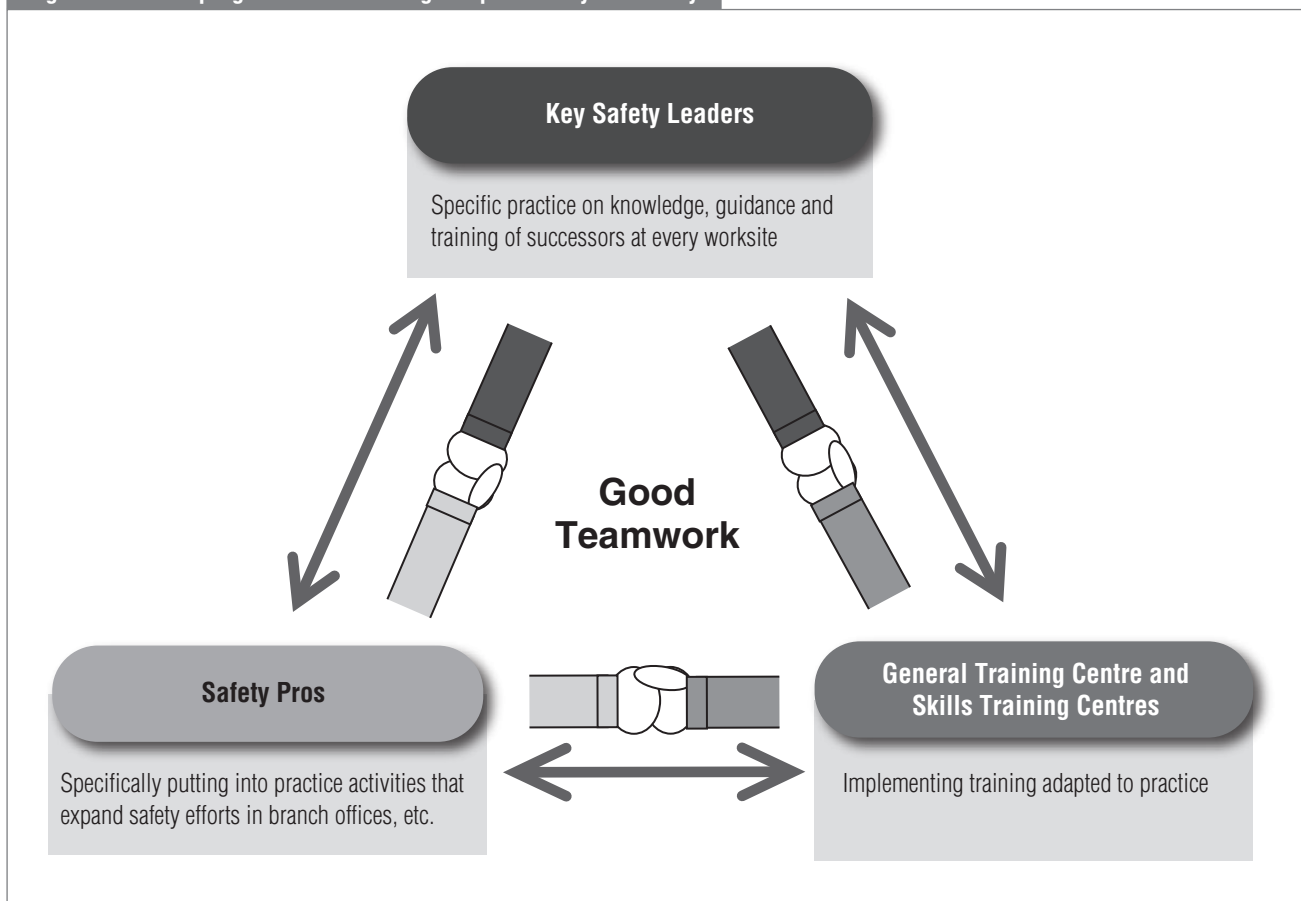 Key Safety Leaders
Specific practice on knowledge, guidance and
training of successors at every worksite
Good
Teamwork
Safety Pros
Specifically putting into practice activities that
expand safety efforts in branch offices, etc.
General Training Centre and
Skills Training Centres
Implementing training adapted to practice